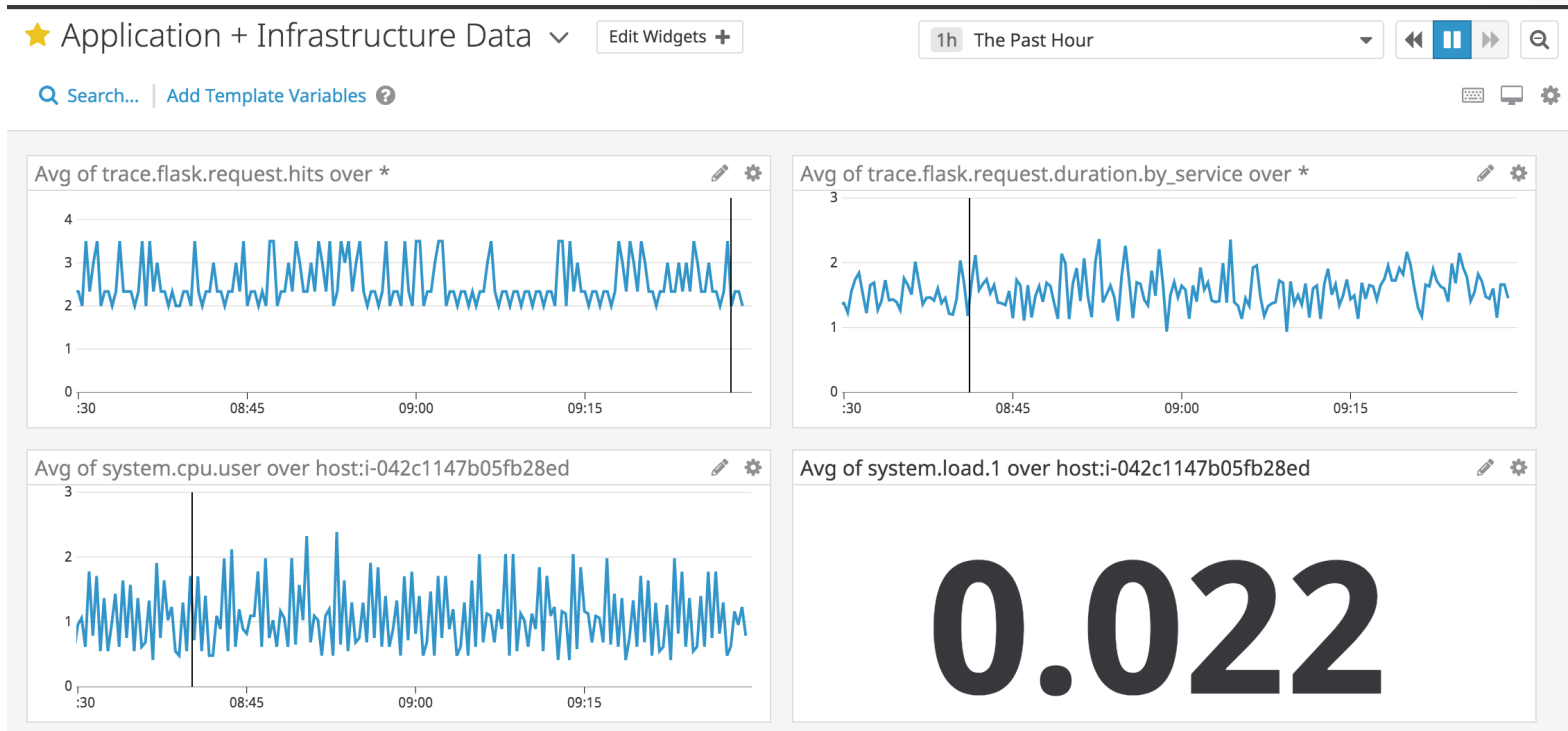 Application + Infrastructure Data
Edit Widgets +
1h The Past Hour
Search...
Add Template Variables ?
Avg of trace.flask.request.hits over *
4
3
2
1
0
:30 08:45 09:00 09:15
Avg of trace.flask.request.duration.by_service over *
3
2
1
0
:30 08:45 09:00 09:15
Avg of system.cpu.user over host:i-042c1147b05fb28ed
3
2
1
0
:30 08:45 09:00 09:15
Avg of system.load.1 over host:i-042c1147b05fb28ed
0.022